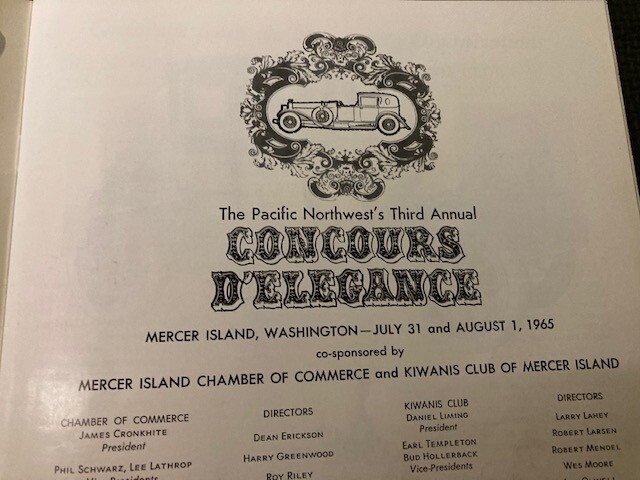 The Pacific Northwest's Third Annual
CONCOURS
D'ELEGANCE
MERCER ISLAND, WASHINGTON—JULY 31 and AUGUST 1, 1965
co-sponsored by
MERCER ISLAND CHAMBER OF COMMERCE and KIWANIS CLUB OF MERCER ISLAND
CHAMBER OF COMMERCE
JAMES CRONKHITE
President
PHIL SCHWARZ, LEE LATHROP
Vice-Presidents
DIRECTORS
DEAN ERICKSON
HARRY GREENWOOD
ROY RILEY
KIWANIS CLUB
DANIEL LIMING
President
EARL TEMPLETON
BUD HOLLERBACK
Vice-Presidents
DIRECTORS
LARRY LAHEY
ROBERT LARSEN
ROBERT MENDEL
WES MOORE